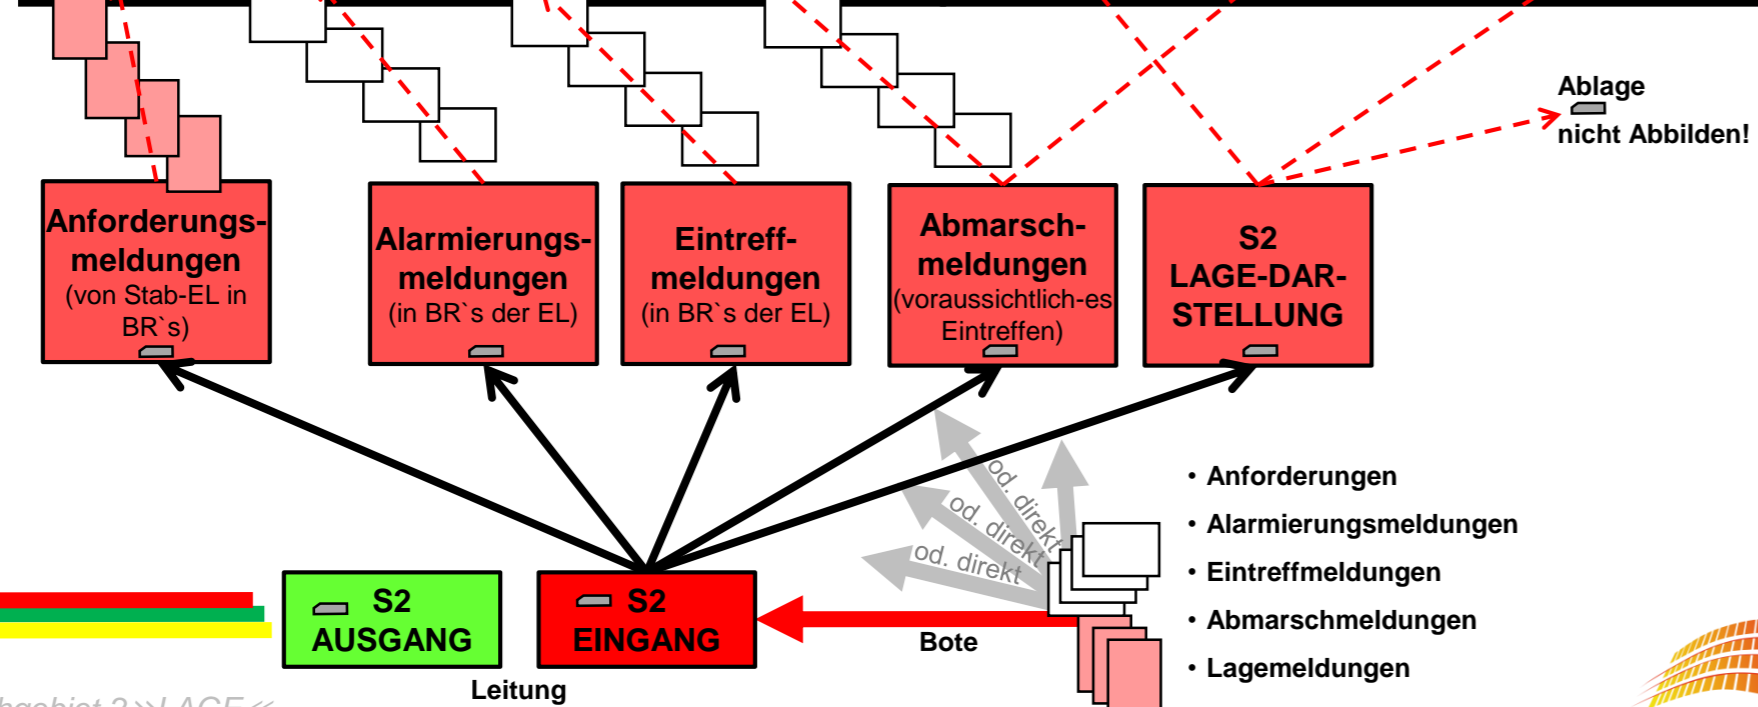 Ablage
nicht Abbilden!
Anforderungs-
meldungen
(von Stab-EL in
BR`s)
Alarmierungs-
meldungen
(in BR`s der EL)
Eintreff-
meldungen
(in BR`s der EL)
Abmarsch-
meldungen
(voraussichtlich-es
Eintreffen)
S2
LAGE-DAR-
STELLUNG
od. direkt
od. direkt
od. direkt
• Anforderungen
• Alarmierungsmeldungen
• Eintreffmeldungen
• Abmarschmeldungen
• Lagemeldungen
S2
AUSGANG
S2
EINGANG
Bote
Leitung
»LAGE«